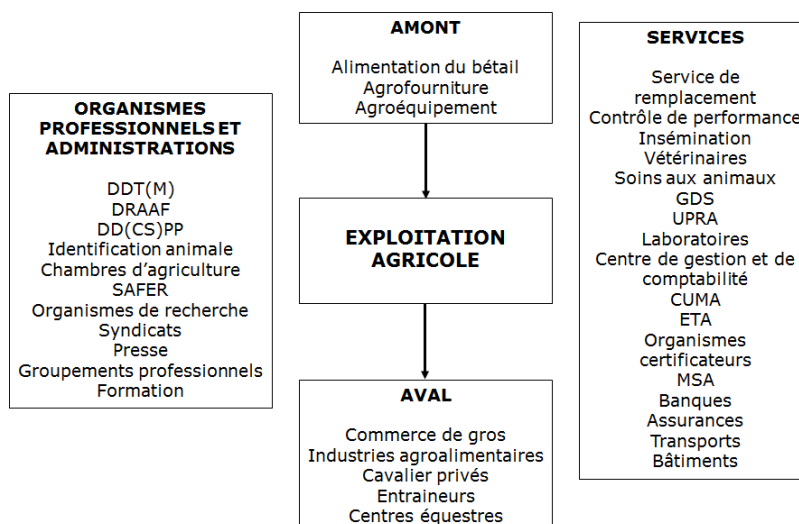 ORGANISMES
PROFESSIONNELS ET
ADMINISTRATIONS
DDT(M)
DRAAF
DD(CS)PP
Identification animale
Chambres d'agriculture
SAFER
Organismes de recherche
Syndicats
Presse
Groupements professionnels
Formation
AMONT
Alimentation du bétail
Agrofourniture
Agroéquipement
EXPLOITATION
AGRICOLE
AVAL
Commerce de gros
Industries agroalimentaires
Cavalier privés
Entraineurs
Centres équestres
SERVICES
Service de
remplacement
Contrôle de performance
Insémination
Vétérinaires
Soins aux animaux
GDS
UPRA
Laboratoires
Centre de gestion et de
comptabilité
CUMA
ETA
Organismes
certificateurs
MSA
Banques
Assurances
Transports
Bâtiments